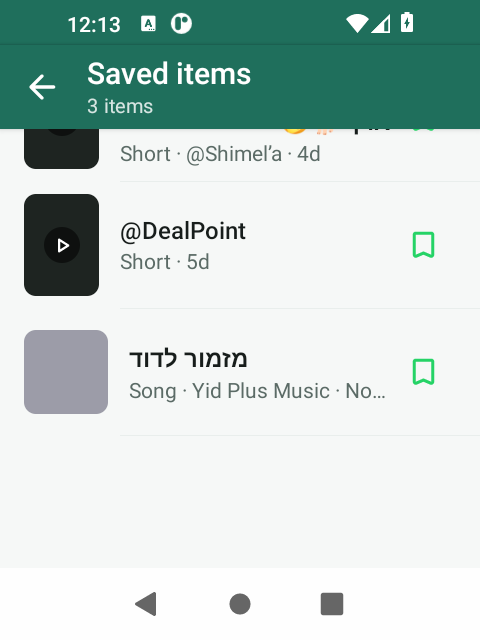 12:13
Saved items
3 items
Short · @Shimel’a · 4d
@DealPoint
Short · 5d
מזמור לדוד
Song · Yid Plus Music · No…